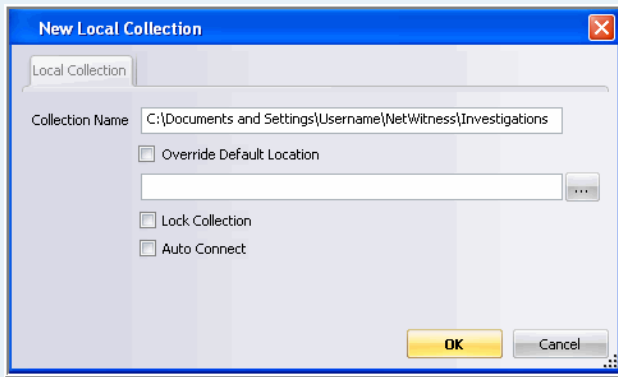 New Local Collection
Local Collection
Collection Name C:\Documents and Settings\Username\NetWitness\Investigations
Override Default Location
...
Lock Collection
Auto Connect
OK Cancel